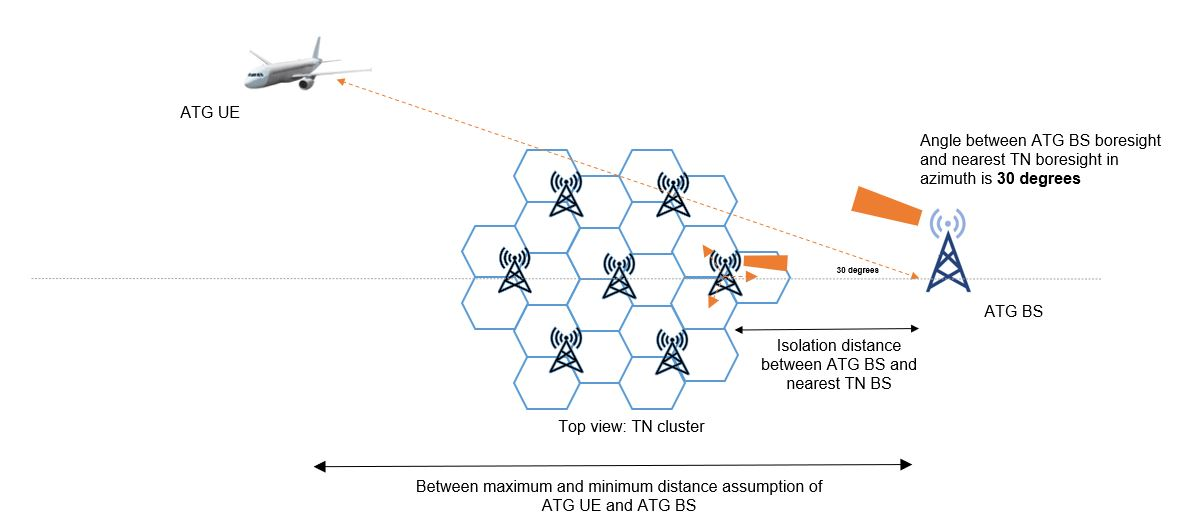 ATG UE
Angle between ATG BS boresight
and nearest TN boresight in
azimuth is 30 degrees
30 degrees
ATG BS
Isolation distance
between ATG BS and
nearest TN BS
Top view: TN cluster
Between maximum and minimum distance assumption of
ATG UE and ATG BS